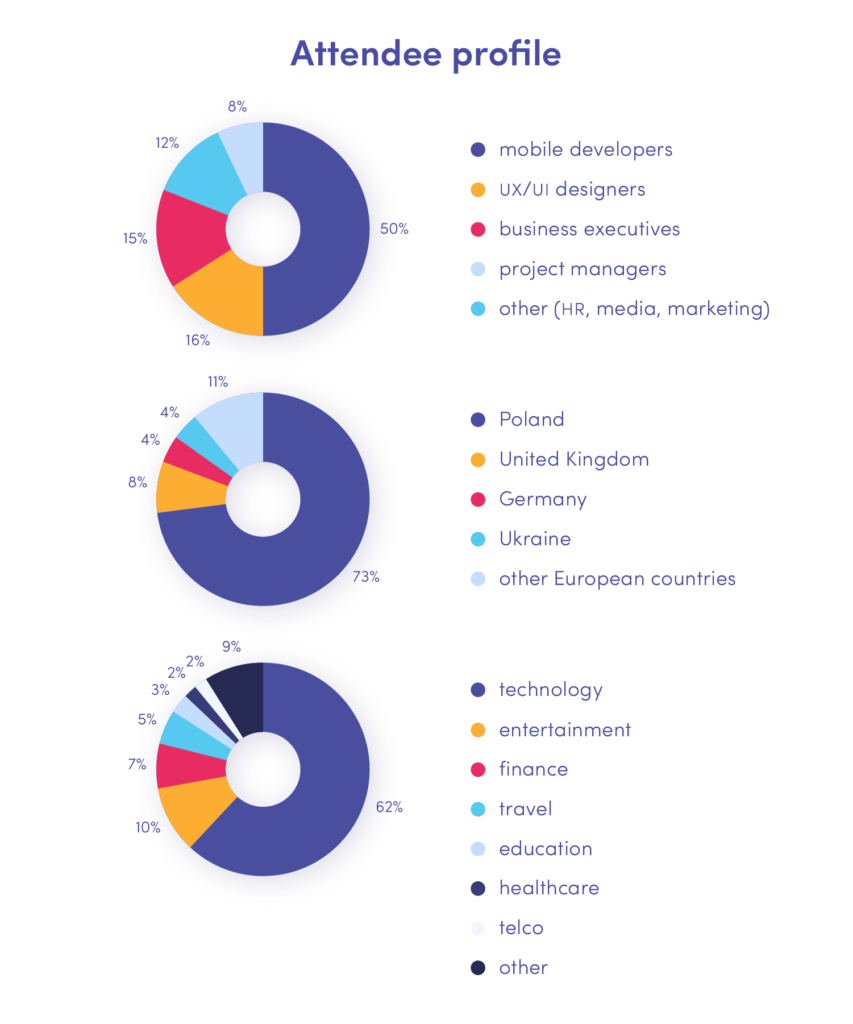 Attendee profile
8%
12%
15%
50%
16%
mobile developers
UX/UI designers
business executives
project managers
other (HR, media, marketing)
11%
4%
4%
8%
73%
Poland
United Kingdom
Germany
Ukraine
other European countries
9%
2%
2%
3%
5%
7%
62%
10%
technology
entertainment
finance
travel
education
healthcare
telco
other